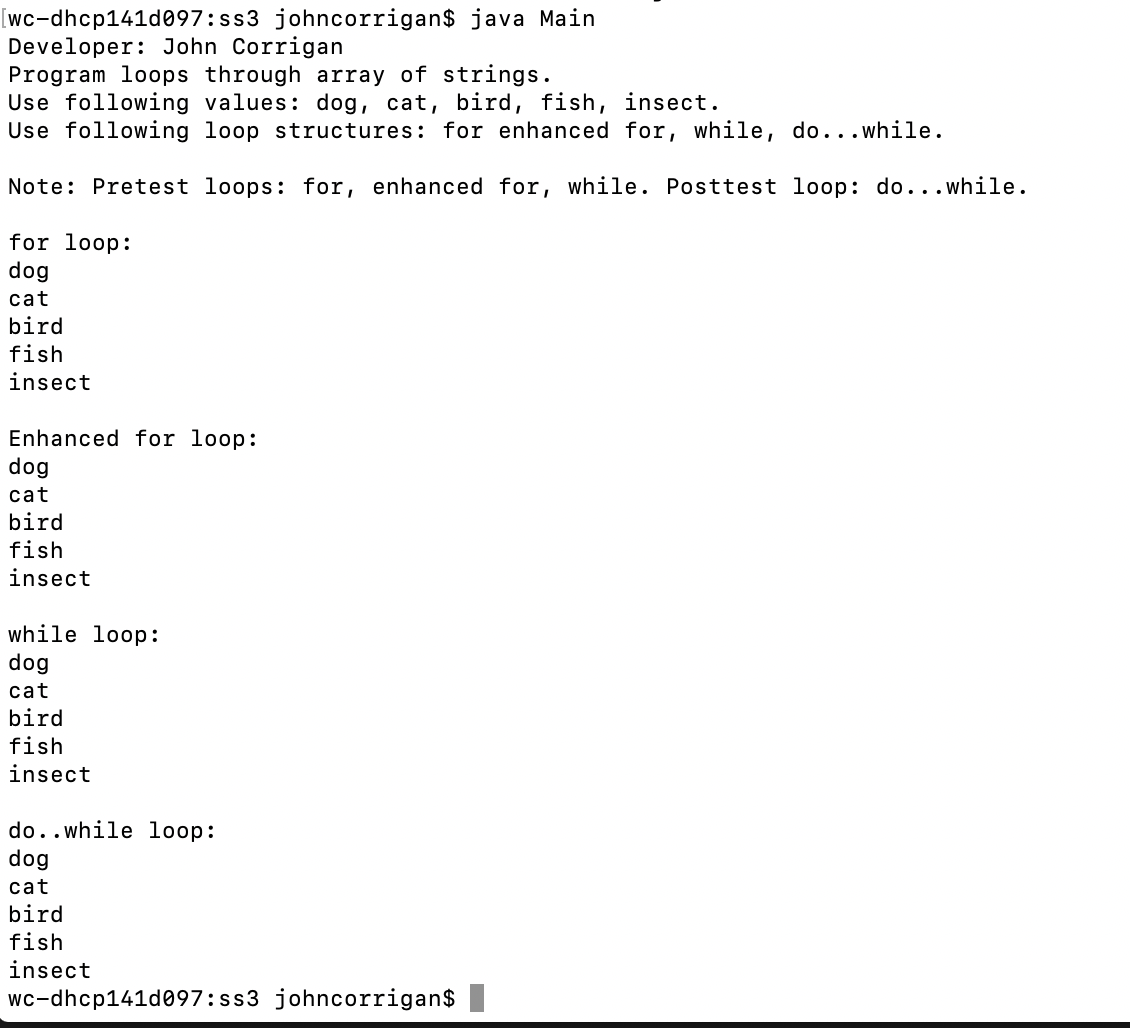 [wc-dhcp141d097:ss3 johncorrigan$ java Main
Developer: John Corrigan
Program loops through array of strings.
Use following values: dog, cat, bird, fish, insect.
Use following loop structures: for enhanced for, while, do...while.
Note: Pretest loops: for, enhanced for, while. Posttest loop: do...while.
for loop:
dog
cat
bird
fish
insect
Enhanced for loop:
dog
cat
bird
fish
insect
while loop:
dog
cat
bird
fish
insect
do..while loop:
dog
cat
bird
fish
insect
wc-dhcp141d097:ss3 johncorrigan$